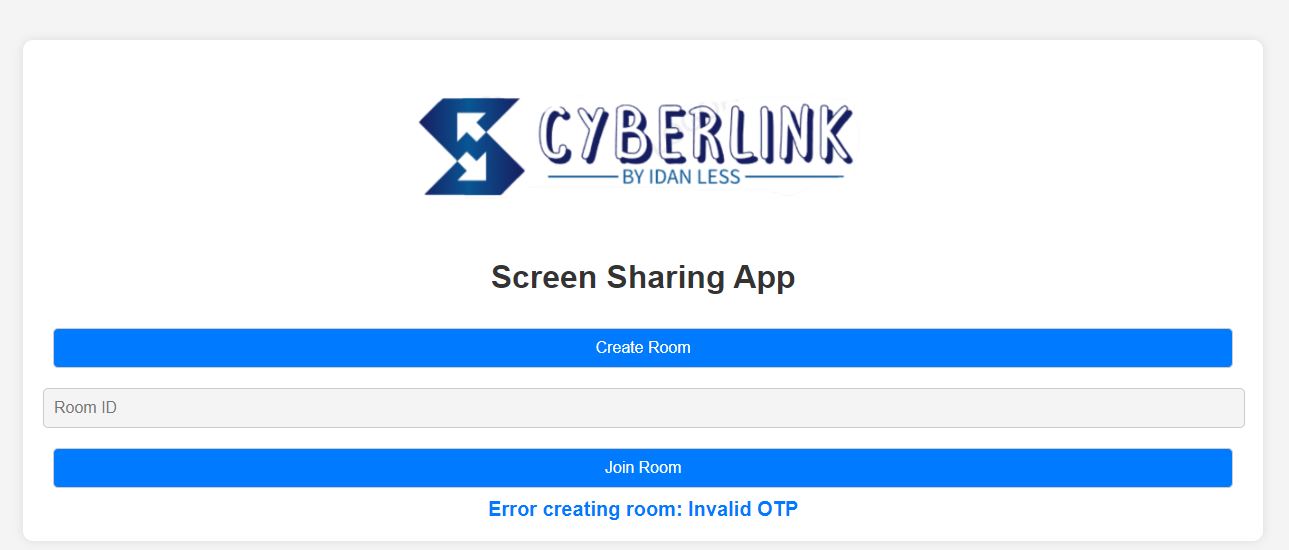 CYBERLINK
BY IDAN LESS
Screen Sharing App
Create Room
Room ID
Join Room
Error creating room: Invalid OTP